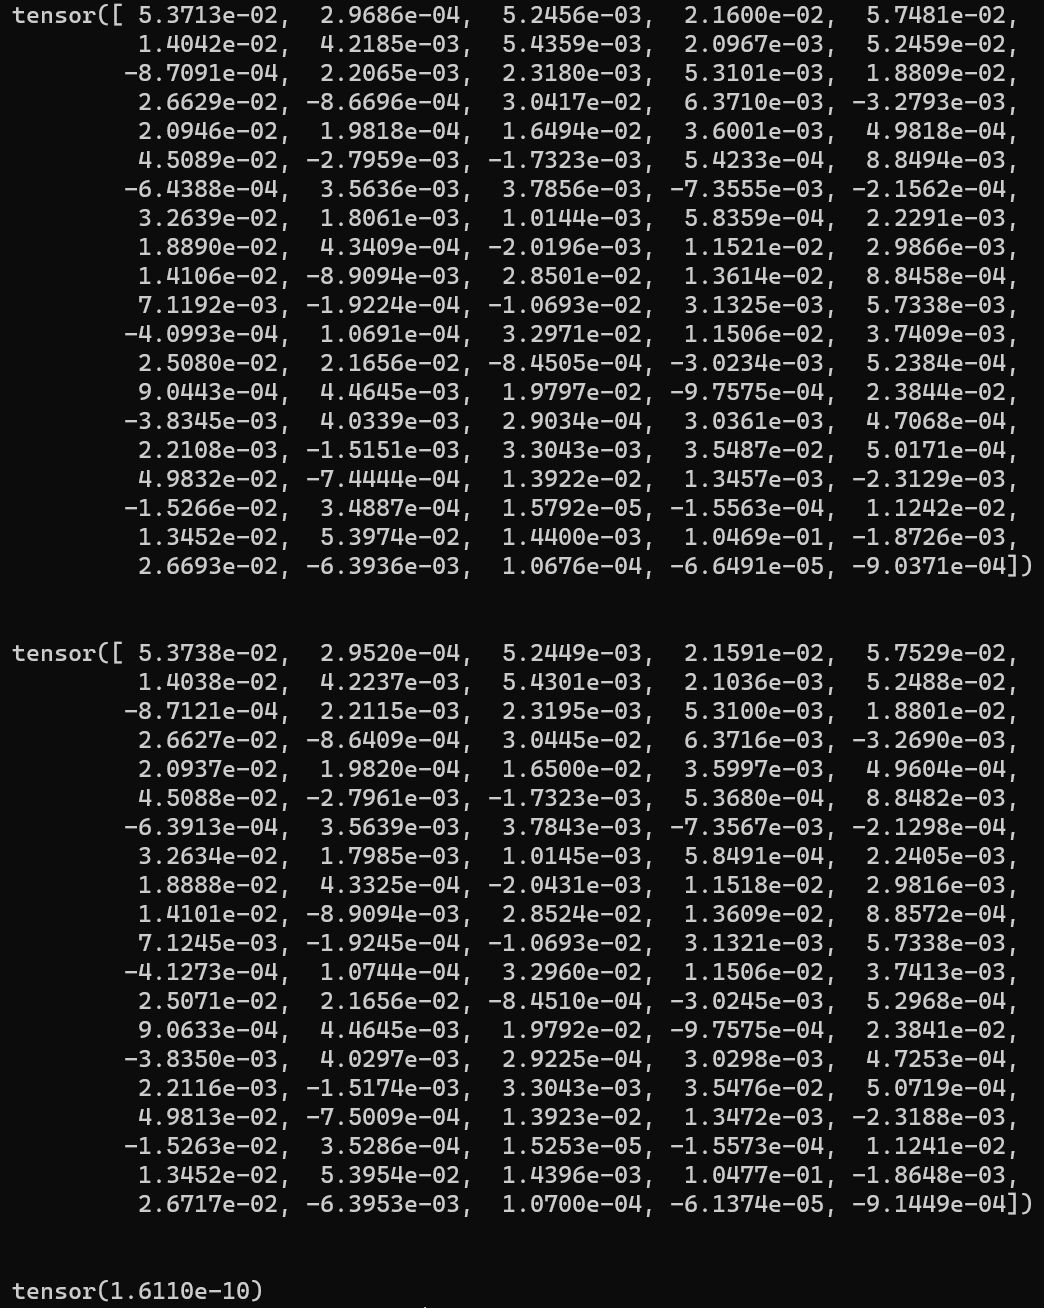 tensor([ 5.3713e-02,  2.9686e-04,  5.2456e-03,  2.1600e-02,  5.7481e-02,
         1.4042e-02,  4.2185e-03,  5.4359e-03,  2.0967e-03,  5.2459e-02,
        -8.7091e-04,  2.2065e-03,  2.3180e-03,  5.3101e-03,  1.8809e-02,
         2.6629e-02, -8.6696e-04,  3.0417e-02,  6.3710e-03, -3.2793e-03,
         2.0946e-02,  1.9818e-04,  1.6494e-02,  3.6001e-03,  4.9818e-04,
         4.5089e-02, -2.7959e-03, -1.7323e-03,  5.4233e-04,  8.8494e-03,
        -6.4388e-04,  3.5636e-03,  3.7856e-03, -7.3555e-03, -2.1562e-04,
         3.2639e-02,  1.8061e-03,  1.0144e-03,  5.8359e-04,  2.2291e-03,
         1.8890e-02,  4.3409e-04, -2.0196e-03,  1.1521e-02,  2.9866e-03,
         1.4106e-02, -8.9094e-03,  2.8501e-02,  1.3614e-02,  8.8458e-04,
         7.1192e-03, -1.9224e-04, -1.0693e-02,  3.1325e-03,  5.7338e-03,
        -4.0993e-04,  1.0691e-04,  3.2971e-02,  1.1506e-02,  3.7409e-03,
         2.5080e-02,  2.1656e-02, -8.4505e-04, -3.0234e-03,  5.2384e-04,
         9.0443e-04,  4.4645e-03,  1.9797e-02, -9.7575e-04,  2.3844e-02,
        -3.8345e-03,  4.0339e-03,  2.9034e-04,  3.0361e-03,  4.7068e-04,
         2.2108e-03, -1.5151e-03,  3.3043e-03,  3.5487e-02,  5.0171e-04,
         4.9832e-02, -7.4444e-04,  1.3922e-02,  1.3457e-03, -2.3129e-03,
        -1.5266e-02,  3.4887e-04,  1.5792e-05, -1.5563e-04,  1.1242e-02,
         1.3452e-02,  5.3974e-02,  1.4400e-03,  1.0469e-01, -1.8726e-03,
         2.6693e-02, -6.3936e-03,  1.0676e-04, -6.6491e-05, -9.0371e-04])
tensor([ 5.3738e-02,  2.9520e-04,  5.2449e-03,  2.1591e-02,  5.7529e-02,
         1.4038e-02,  4.2237e-03,  5.4301e-03,  2.1036e-03,  5.2488e-02,
        -8.7121e-04,  2.2115e-03,  2.3195e-03,  5.3100e-03,  1.8801e-02,
         2.6627e-02, -8.6409e-04,  3.0445e-02,  6.3716e-03, -3.2690e-03,
         2.0937e-02,  1.9820e-04,  1.6500e-02,  3.5997e-03,  4.9604e-04,
         4.5088e-02, -2.7961e-03, -1.7323e-03,  5.3680e-04,  8.8482e-03,
        -6.3913e-04,  3.5639e-03,  3.7843e-03, -7.3567e-03, -2.1298e-04,
         3.2634e-02,  1.7985e-03,  1.0145e-03,  5.8491e-04,  2.2405e-03,
         1.8888e-02,  4.3325e-04, -2.0431e-03,  1.1518e-02,  2.9816e-03,
         1.4101e-02, -8.9094e-03,  2.8524e-02,  1.3609e-02,  8.8572e-04,
         7.1245e-03, -1.9245e-04, -1.0693e-02,  3.1321e-03,  5.7338e-03,
        -4.1273e-04,  1.0744e-04,  3.2960e-02,  1.1506e-02,  3.7413e-03,
         2.5071e-02,  2.1656e-02, -8.4510e-04, -3.0245e-03,  5.2968e-04,
         9.0633e-04,  4.4645e-03,  1.9792e-02, -9.7575e-04,  2.3841e-02,
        -3.8350e-03,  4.0297e-03,  2.9225e-04,  3.0298e-03,  4.7253e-04,
         2.2116e-03, -1.5174e-03,  3.3043e-03,  3.5476e-02,  5.0719e-04,
         4.9813e-02, -7.5009e-04,  1.3923e-02,  1.3472e-03, -2.3188e-03,
        -1.5263e-02,  3.5286e-04,  1.5253e-05, -1.5573e-04,  1.1241e-02,
         1.3452e-02,  5.3954e-02,  1.4396e-03,  1.0477e-01, -1.8648e-03,
         2.6717e-02, -6.3953e-03,  1.0700e-04, -6.1374e-05, -9.1449e-04])
tensor(1.6110e-10)